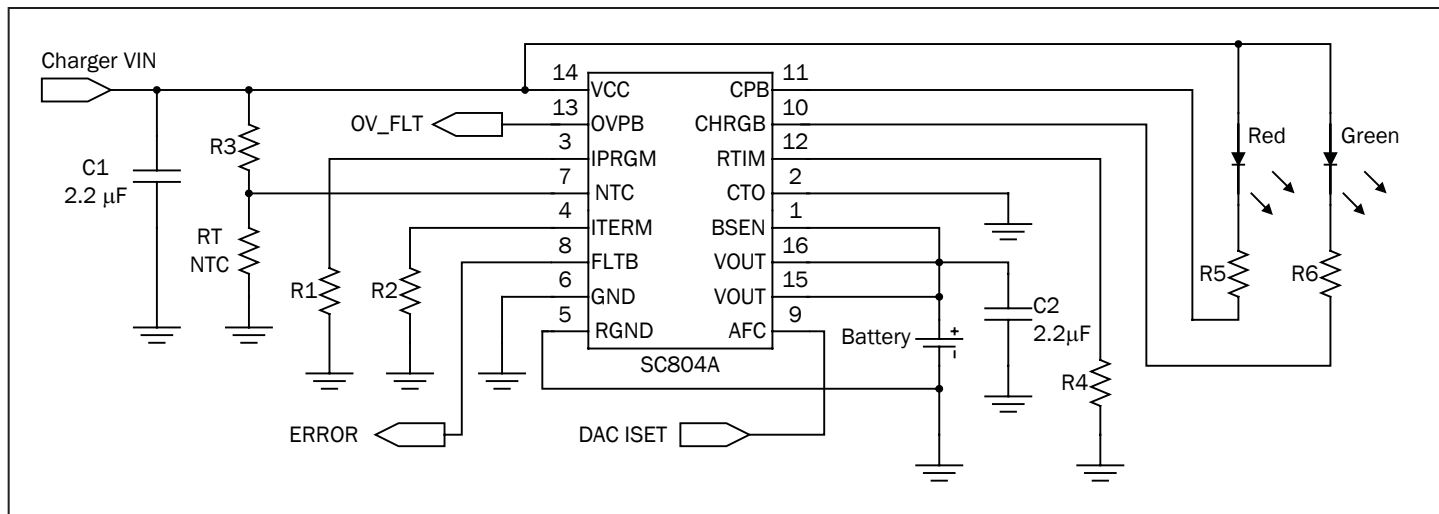 Charger VIN
C1
2.2 μF
R3
RT
NTC
OV_FLT
R1
R2
ERROR
14
13
3
7
4
8
6
5
VCC
OVPB
IPRGM
NTC
ITERM
FLTB
GND
RGND
CPB
CHRGB
RTIM
CTO
BSEN
VOUT
VOUT
AFC
11
10
12
2
1
16
15
9
SC804A
DAC ISET
Battery
+
C2
2.2μF
R4
Red
Green
R5
R6